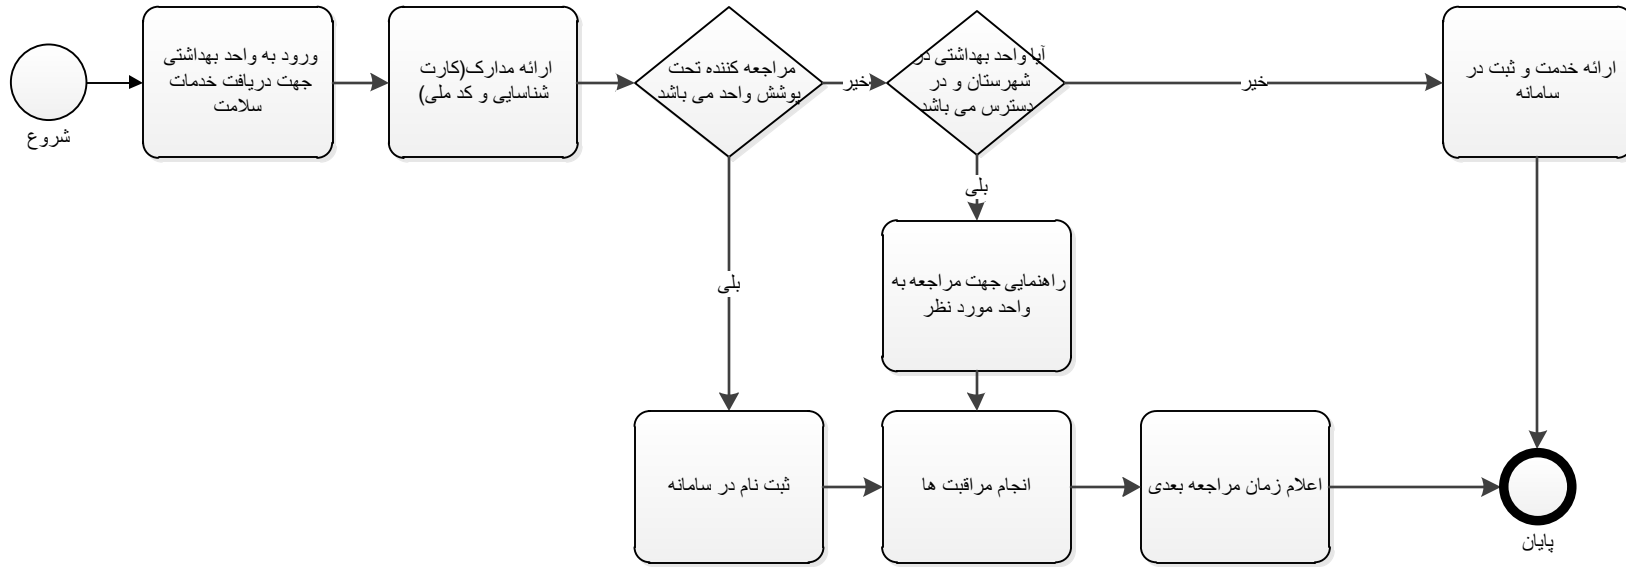 شروع
ورود به واحد بهداشتی
جهت دریافت خدمات
سلامت
ارائه مدارک(کارت
شناسایی و کد ملی)
مراجعه کننده تحت
پوشش واحد می باشد
خیر
آیا واحد بهداشتی در
شهرستان و در
دسترس می باشد
خیر
ارائه خدمت و ثبت در
سامانه
بلی
بلی
راهنمایی جهت مراجعه به
واحد مورد نظر
ثبت نام در سامانه
انجام مراقبت ها
اعلام زمان مراجعه بعدی
پایان